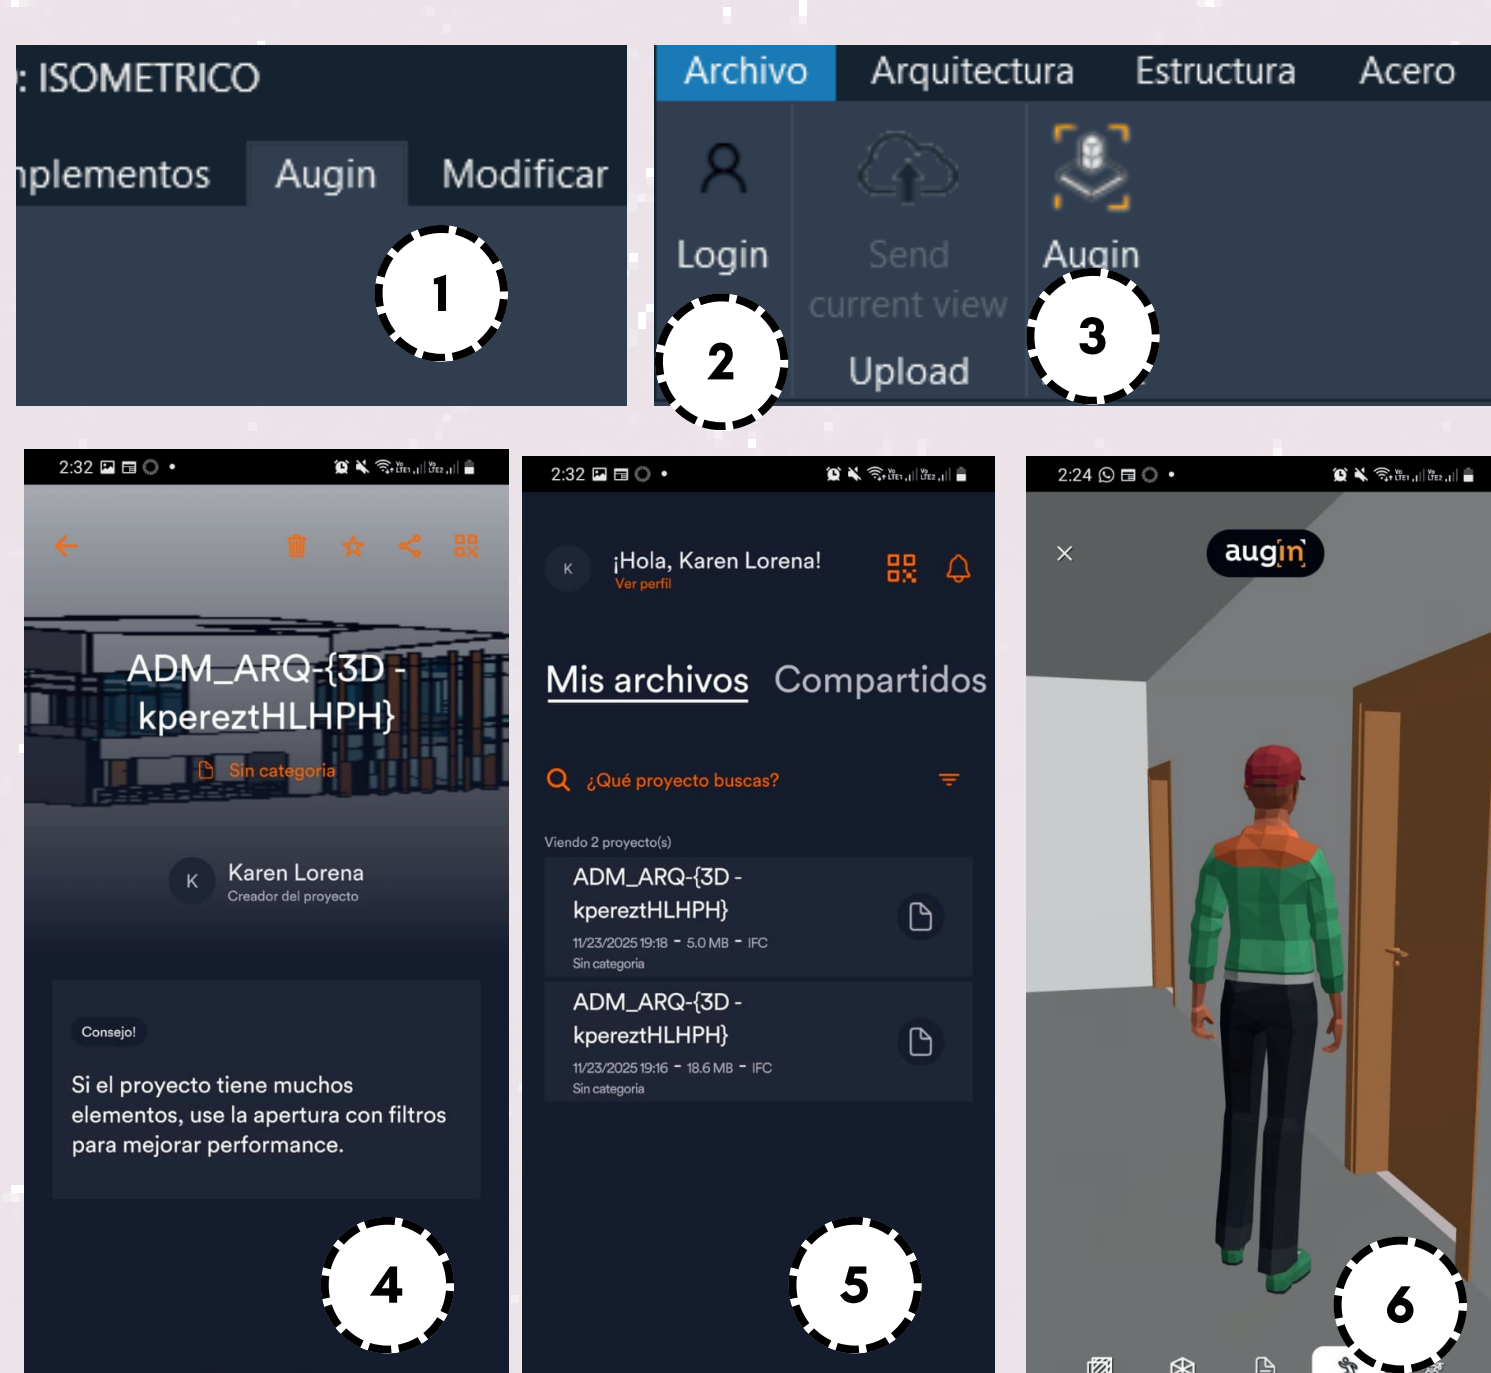 : ISOMETRICO
nplementos Augin Modificar
1
Archivo Arquitectura Estructura Acero
Login Send current view Augin
Upload
2
3
2:32
ADM_ARQ-{3D -
kpereztHLHPH}
Sin categoria
K Karen Lorena
Creador del proyecto
Consejo!
Si el proyecto tiene muchos
elementos, use la apertura con filtros
para mejorar performance.
4
2:32
K ¡Hola, Karen Lorena!
Ver perfil
Mis archivos Compartidos
¿Qué proyecto buscas?
Viendo 2 proyecto(s)
ADM_ARQ-{3D -
kpereztHLHPH}
11/23/2025 19:18 - 5.0 MB - IFC
Sin categoria
ADM_ARQ-{3D -
kpereztHLHPH}
11/23/2025 19:16 - 18.6 MB - IFC
Sin categoria
5
2:24
augin
6